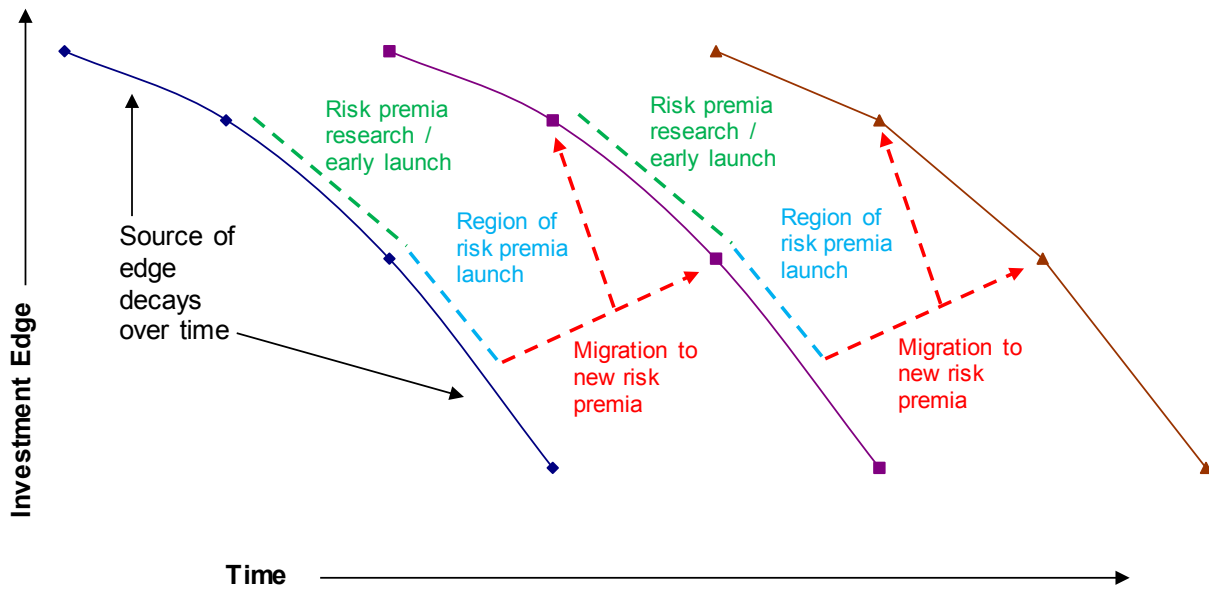 Risk premia
research /
early launch
Risk premia
research /
early launch
Source of
edge
decays
over time
Region of
risk premia
launch
Region of
risk premia
launch
Migration to
new risk
premia
Migration to
new risk
premia
Investment Edge
Time